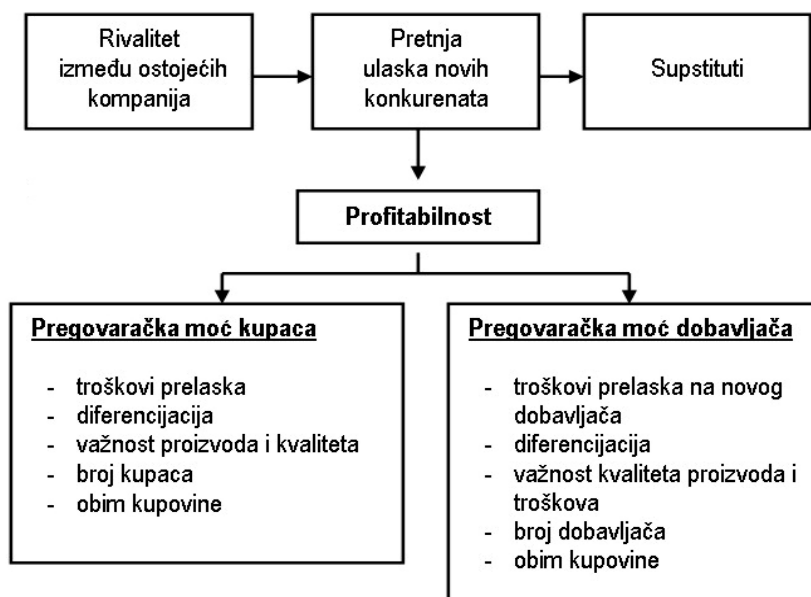 Rivalitet
između ostojećih
kompanija
Pretnja
ulaska novih
konkurenata
Supstituti
Profitabilnost
Pregovaračka moć kupaca
- troškovi prelaska
- diferencijacija
- važnost proizvoda i kvaliteta
- broj kupaca
- obim kupovine
Pregovaračka moć dobavljača
- troškovi prelaska na novog
dobavljača
- diferencijacija
- važnost kvaliteta proizvoda i
troškova
- broj dobavljača
- obim kupovine